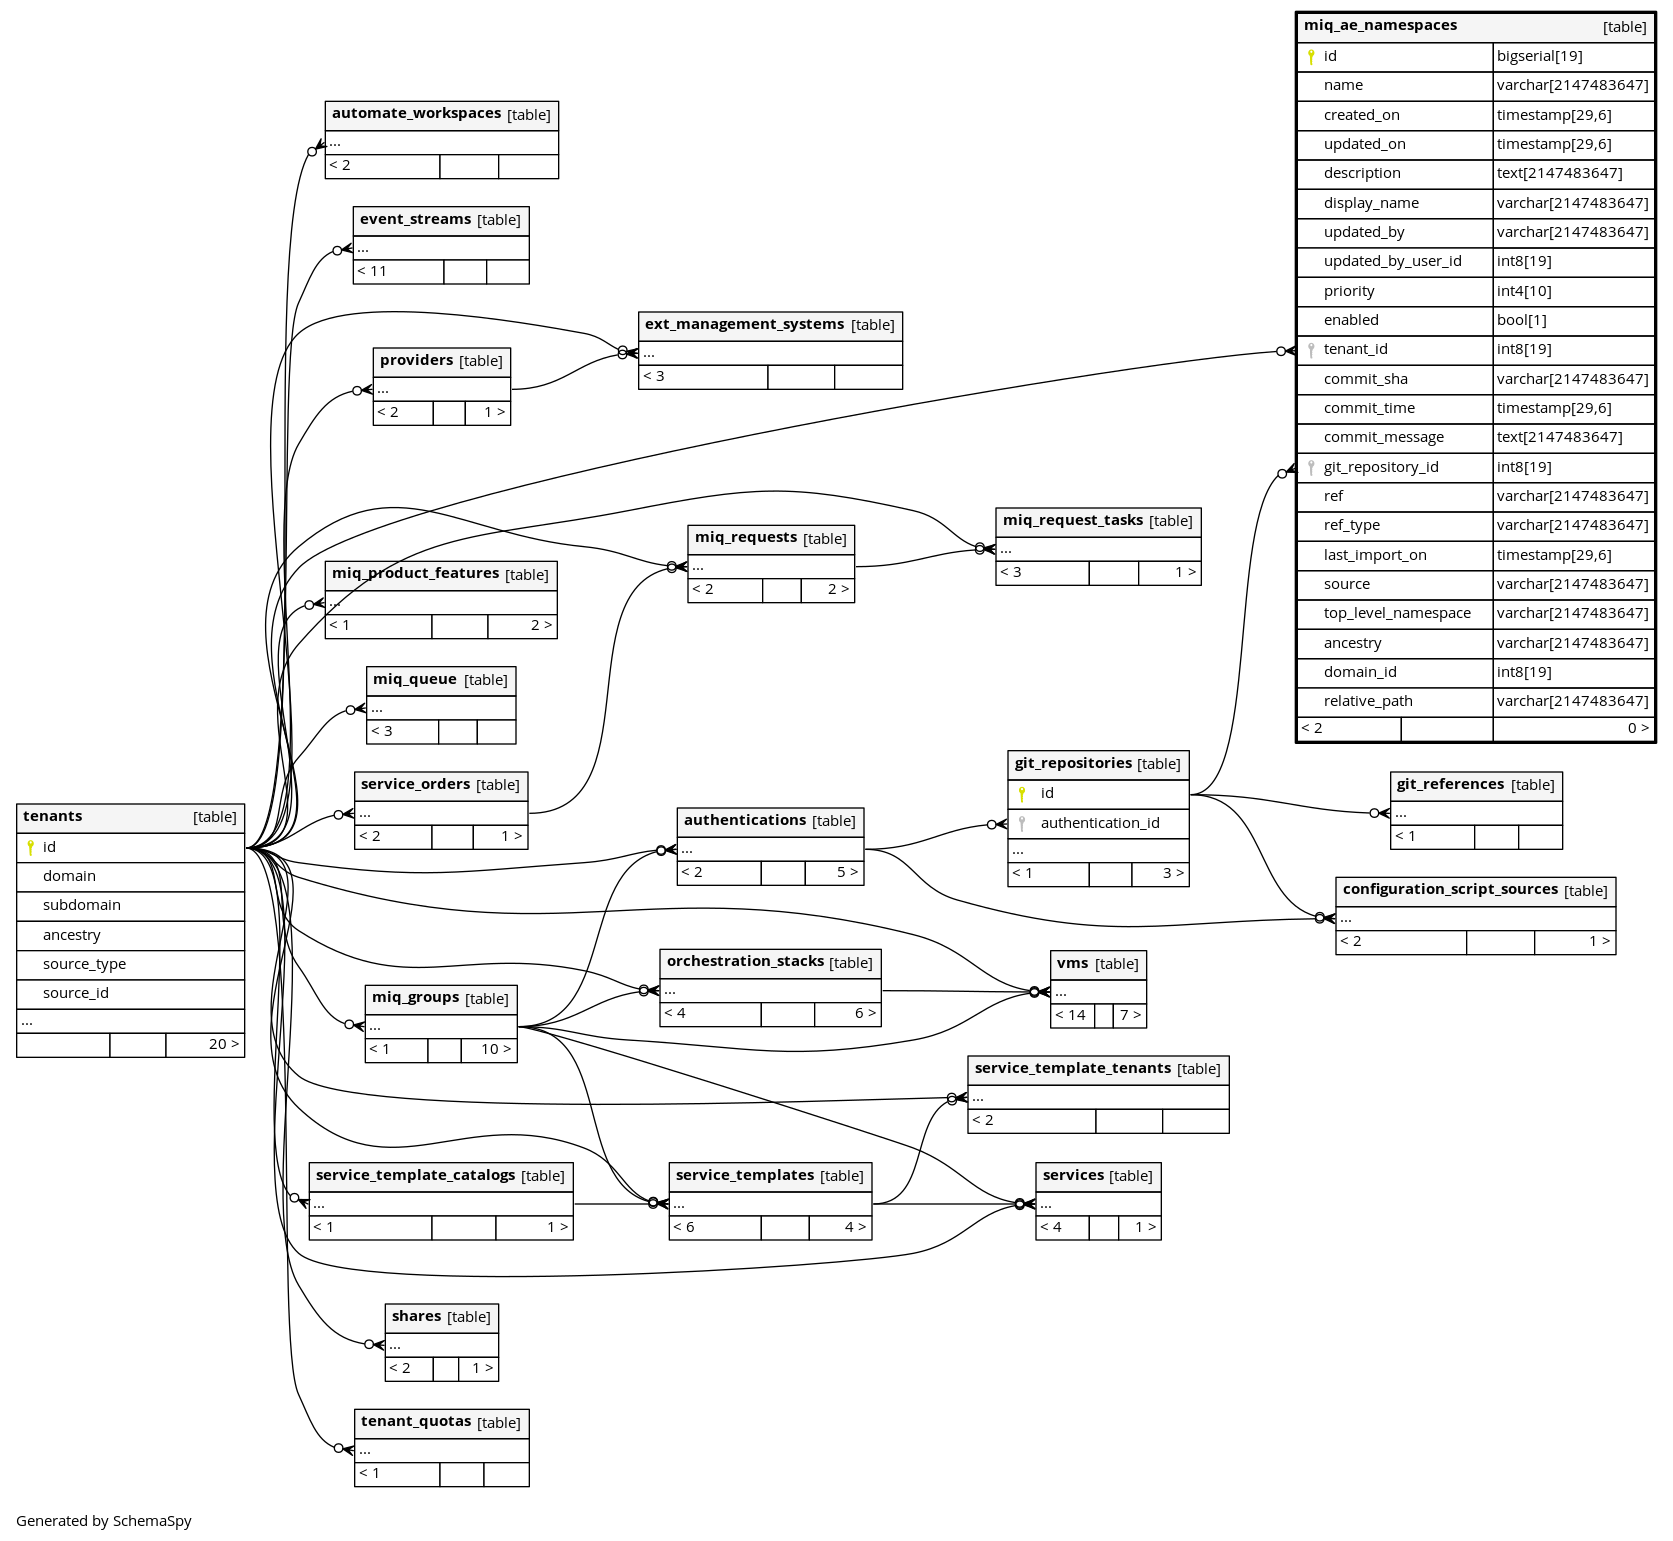 miq_ae_namespaces [table]
id bigserial[19]
name varchar[2147483647]
created_on timestamp[29,6]
updated_on timestamp[29,6]
description text[2147483647]
display_name varchar[2147483647]
updated_by varchar[2147483647]
updated_by_user_id int8[19]
priority int4[10]
enabled bool[1]
tenant_id int8[19]
commit_sha varchar[2147483647]
commit_time timestamp[29,6]
commit_message text[2147483647]
git_repository_id int8[19]
ref varchar[2147483647]
ref_type varchar[2147483647]
last_import_on timestamp[29,6]
source varchar[2147483647]
top_level_namespace varchar[2147483647]
ancestry varchar[2147483647]
domain_id int8[19]
relative_path varchar[2147483647]
< 2 0 >
automate_workspaces [table]
...
< 2
event_streams [table]
...
< 11
ext_management_systems [table]
...
< 3
providers [table]
...
< 2 1 >
miq_request_tasks [table]
...
< 3 1 >
miq_requests [table]
...
< 2 2 >
miq_product_features [table]
...
< 1 2 >
miq_queue [table]
...
< 3
git_repositories [table]
id
authentication_id
...
< 1 3 >
git_references [table]
...
< 1
service_orders [table]
...
< 2 1 >
tenants [table]
id
domain
subdomain
ancestry
source_type
source_id
...
20 >
authentications [table]
...
< 2 5 >
configuration_script_sources [table]
...
< 2 1 >
orchestration_stacks [table]
...
< 4 6 >
vms [table]
...
< 14 7 >
miq_groups [table]
...
< 1 10 >
service_template_tenants [table]
...
< 2
service_template_catalogs [table]
...
< 1 1 >
service_templates [table]
...
< 6 4 >
services [table]
...
< 4 1 >
shares [table]
...
< 2 1 >
tenant_quotas [table]
...
< 1
Generated by SchemaSpy